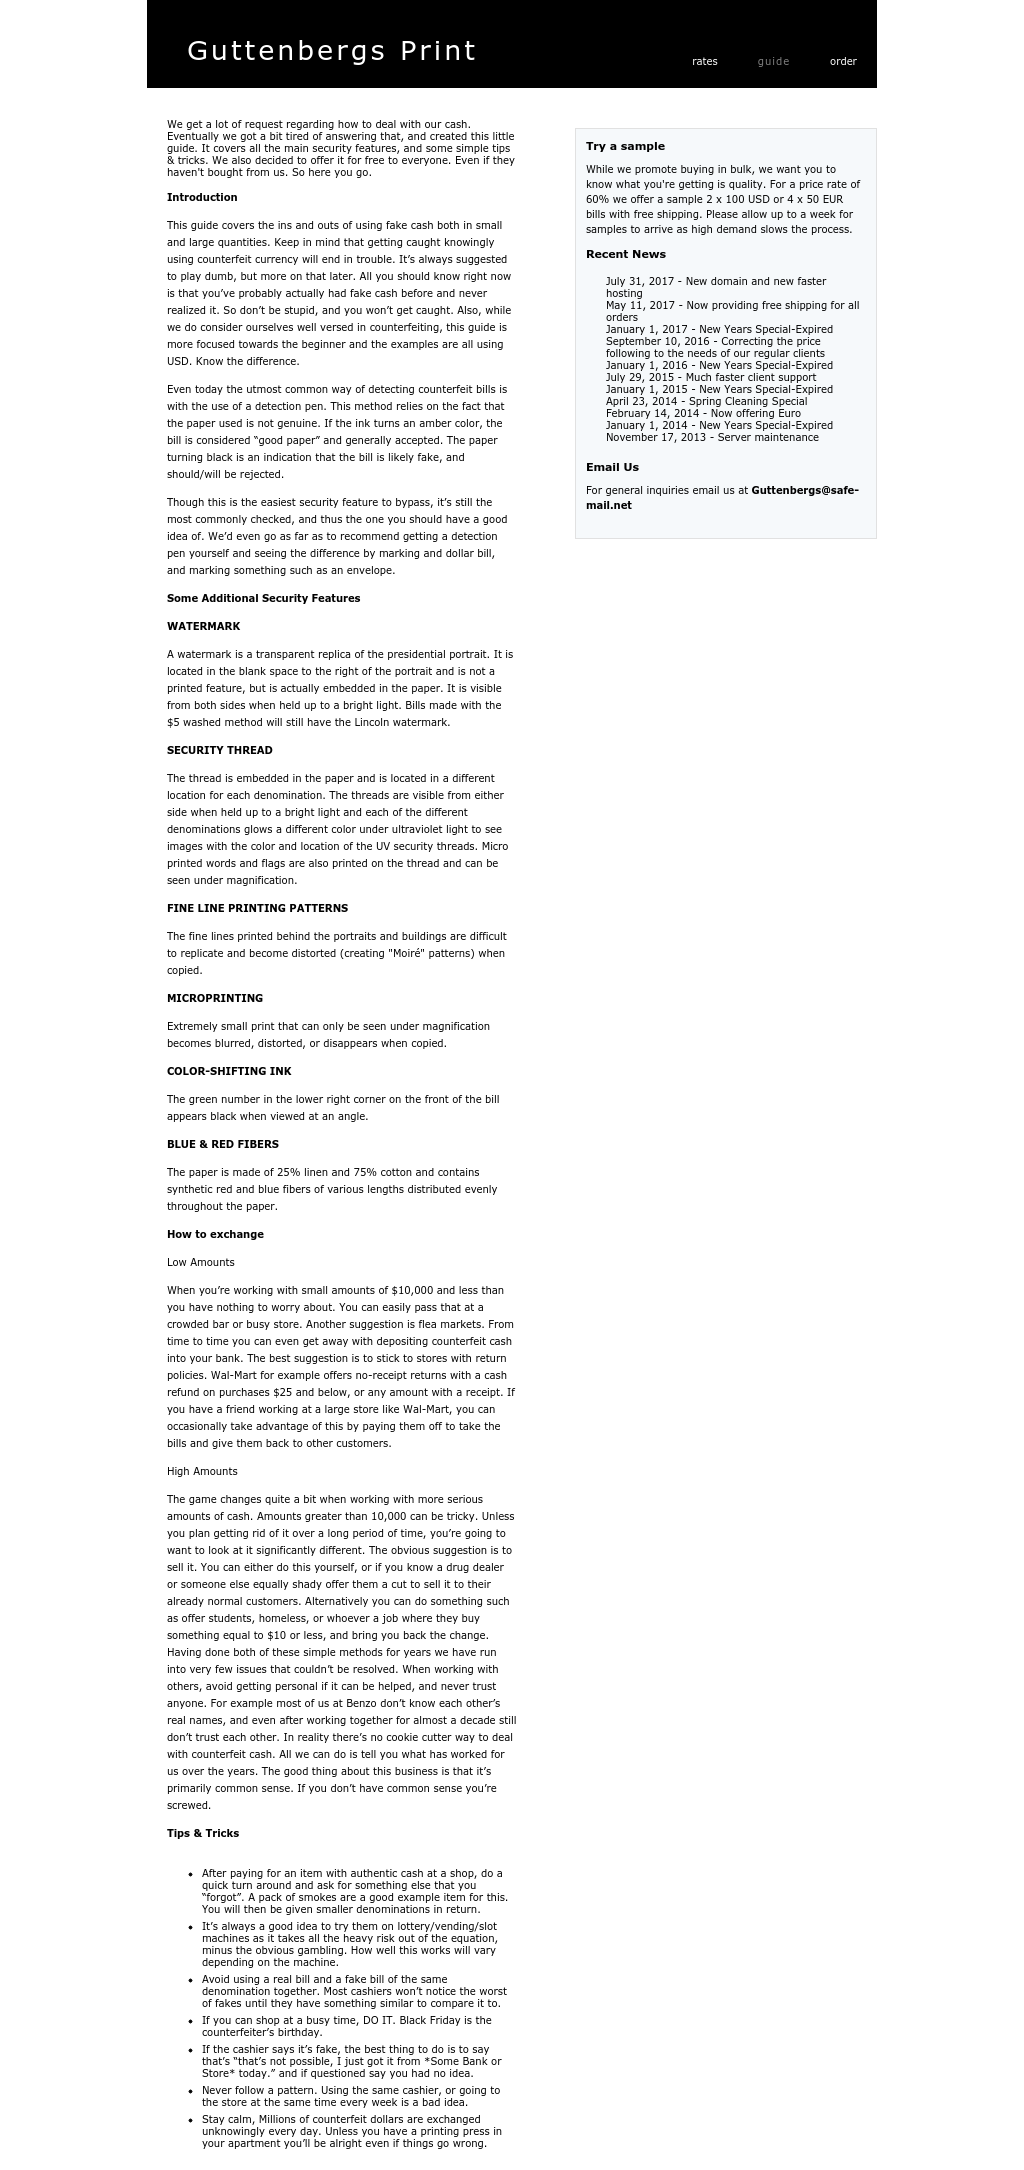 Guttenbergs Print
rates
guide
order
We get a lot of request regarding how to deal with our cash.
Eventually we got a bit tired of answering that, and created this little
guide. It covers all the main security features, and some simple tips
& tricks. We also decided to offer it for free to everyone. Even if they
haven't bought from us. So here you go.
Introduction
This guide covers the ins and outs of using fake cash both in small
and large quantities. Keep in mind that getting caught knowingly
using counterfeit currency will end in trouble. It’s always suggested
to play dumb, but more on that later. All you should know right now
is that you’ve probably actually had fake cash before and never
realized it. So don’t be stupid, and you won’t get caught. Also, while
we do consider ourselves well versed in counterfeiting, this guide is
more focused towards the beginner and the examples are all using
USD. Know the difference.
Even today the utmost common way of detecting counterfeit bills is
with the use of a detection pen. This method relies on the fact that
the paper used is not genuine. If the ink turns an amber color, the
bill is considered “good paper” and generally accepted. The paper
turning black is an indication that the bill is likely fake, and
should/will be rejected.
Though this is the easiest security feature to bypass, it’s still the
most commonly checked, and thus the one you should have a good
idea of. We’d even go as far as to recommend getting a detection
pen yourself and seeing the difference by marking and dollar bill,
and marking something such as an envelope.
Some Additional Security Features
WATERMARK
A watermark is a transparent replica of the presidential portrait. It is
located in the blank space to the right of the portrait and is not a
printed feature, but is actually embedded in the paper. It is visible
from both sides when held up to a bright light. Bills made with the
$5 washed method will still have the Lincoln watermark.
SECURITY THREAD
The thread is embedded in the paper and is located in a different
location for each denomination. The threads are visible from either
side when held up to a bright light and each of the different
denominations glows a different color under ultraviolet light to see
images with the color and location of the UV security threads. Micro
printed words and flags are also printed on the thread and can be
seen under magnification.
FINE LINE PRINTING PATTERNS
The fine lines printed behind the portraits and buildings are difficult
to replicate and become distorted (creating "Moiré" patterns) when
copied.
MICROPRINTING
Extremely small print that can only be seen under magnification
becomes blurred, distorted, or disappears when copied.
COLOR-SHIFTING INK
The green number in the lower right corner on the front of the bill
appears black when viewed at an angle.
BLUE & RED FIBERS
The paper is made of 25% linen and 75% cotton and contains
synthetic red and blue fibers of various lengths distributed evenly
throughout the paper.
How to exchange
Low Amounts
When you’re working with small amounts of $10,000 and less than
you have nothing to worry about. You can easily pass that at a
crowded bar or busy store. Another suggestion is flea markets. From
time to time you can even get away with depositing counterfeit cash
into your bank. The best suggestion is to stick to stores with return
policies. Wal-Mart for example offers no-receipt returns with a cash
refund on purchases $25 and below, or any amount with a receipt. If
you have a friend working at a large store like Wal-Mart, you can
occasionally take advantage of this by paying them off to take the
bills and give them back to other customers.
High Amounts
The game changes quite a bit when working with more serious
amounts of cash. Amounts greater than 10,000 can be tricky. Unless
you plan getting rid of it over a long period of time, you’re going to
want to look at it significantly different. The obvious suggestion is to
sell it. You can either do this yourself, or if you know a drug dealer
or someone else equally shady offer them a cut to sell it to their
already normal customers. Alternatively you can do something such
as offer students, homeless, or whoever a job where they buy
something equal to $10 or less, and bring you back the change.
Having done both of these simple methods for years we have run
into very few issues that couldn’t be resolved. When working with
others, avoid getting personal if it can be helped, and never trust
anyone. For example most of us at Benzo don’t know each other’s
real names, and even after working together for almost a decade still
don’t trust each other. In reality there’s no cookie cutter way to deal
with counterfeit cash. All we can do is tell you what has worked for
us over the years. The good thing about this business is that it’s
primarily common sense. If you don’t have common sense you’re
screwed.
Tips & Tricks
After paying for an item with authentic cash at a shop, do a
quick turn around and ask for something else that you
“forgot”. A pack of smokes are a good example item for this.
You will then be given smaller denominations in return.
It’s always a good idea to try them on lottery/vending/slot
machines as it takes all the heavy risk out of the equation,
minus the obvious gambling. How well this works will vary
depending on the machine.
Avoid using a real bill and a fake bill of the same
denomination together. Most cashiers won’t notice the worst
of fakes until they have something similar to compare it to.
If you can shop at a busy time, DO IT. Black Friday is the
counterfeiter’s birthday.
If the cashier says it’s fake, the best thing to do is to say
that’s “that’s not possible, I just got it from *Some Bank or
Store* today.” and if questioned say you had no idea.
Never follow a pattern. Using the same cashier, or going to
the store at the same time every week is a bad idea.
Stay calm, Millions of counterfeit dollars are exchanged
unknowingly every day. Unless you have a printing press in
your apartment you’ll be alright even if things go wrong.
Try a sample
While we promote buying in bulk, we want you to
know what you're getting is quality. For a price rate of
60% we offer a sample 2 x 100 USD or 4 x 50 EUR
bills with free shipping. Please allow up to a week for
samples to arrive as high demand slows the process.
Recent News
July 31, 2017 - New domain and new faster
hosting
May 11, 2017 - Now providing free shipping for all
orders
January 1, 2017 - New Years Special-Expired
September 10, 2016 - Correcting the price
following to the needs of our regular clients
January 1, 2016 - New Years Special-Expired
July 29, 2015 - Much faster client support
January 1, 2015 - New Years Special-Expired
April 23, 2014 - Spring Cleaning Special
February 14, 2014 - Now offering Euro
January 1, 2014 - New Years Special-Expired
November 17, 2013 - Server maintenance
Email Us
For general inquiries email us at Guttenbergs@safe-
mail.net